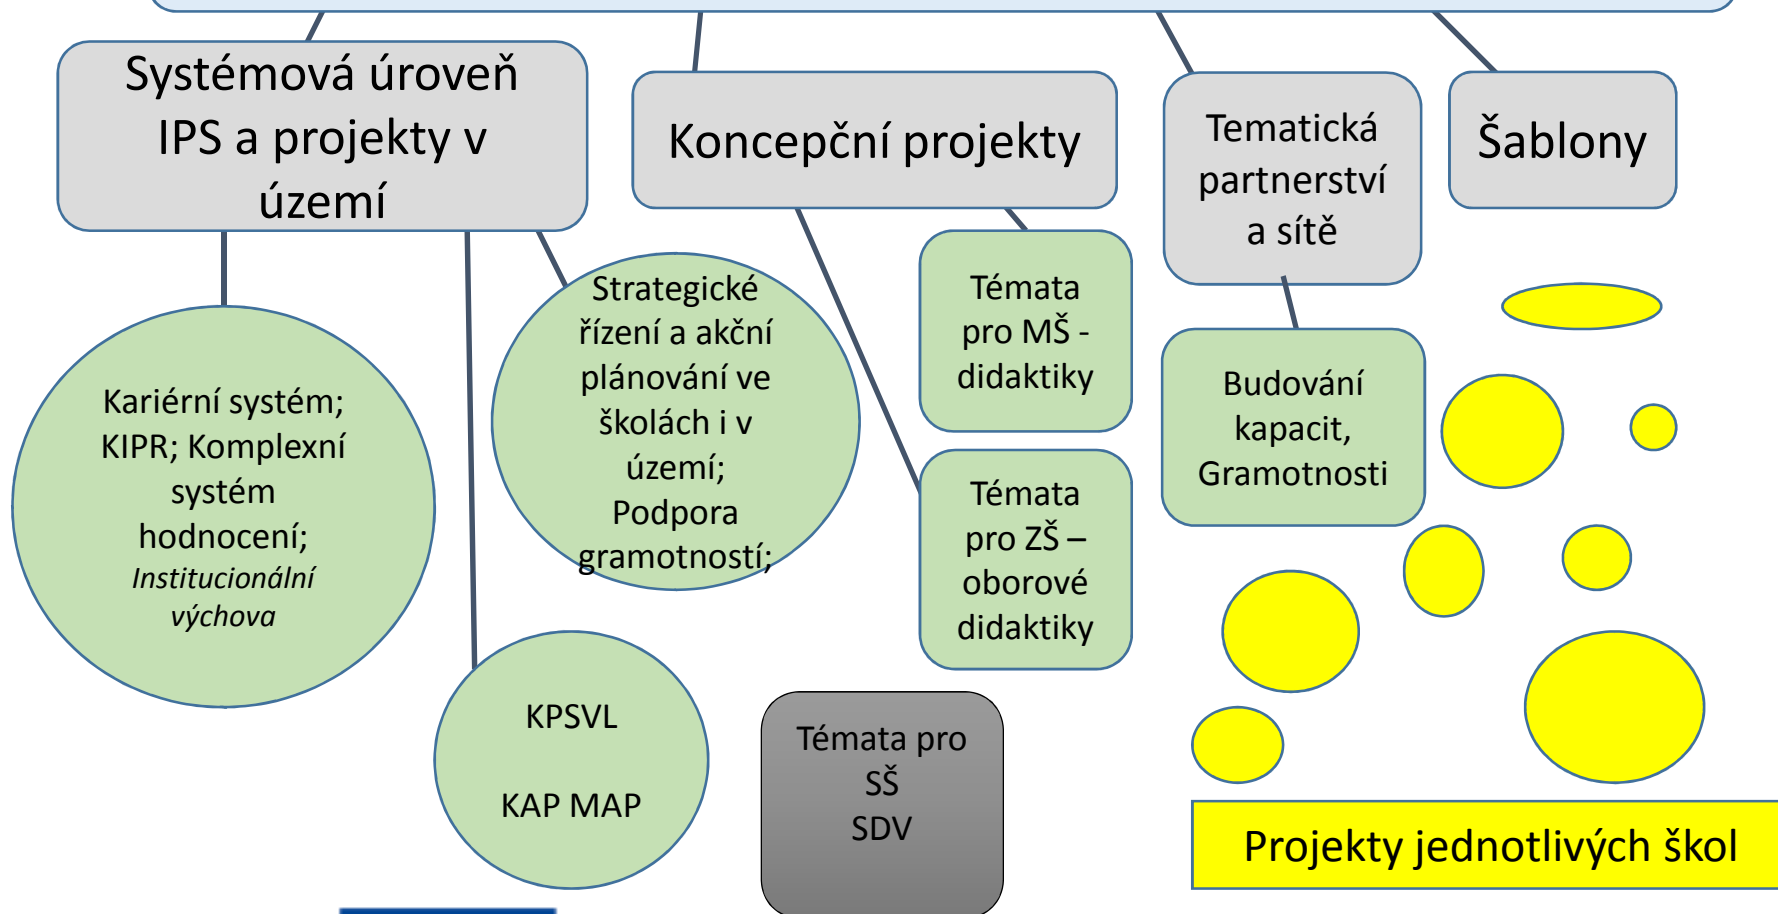 Systémová úroveň
IPS a projekty v
území
Koncepční projekty
Tematická
partnerství
a sítě
Šablony
Kariérní systém;
KIPR; Komplexní
systém
hodnocení;
Institucionální
výchova
Strategické
řízení a akční
plánování ve
školách i v
území;
Podpora
gramotností;
Témata
pro MŠ -
didaktiky
Témata
pro ZŠ –
oborové
didaktiky
Budování
kapacit,
Gramotnosti
KPSVL
KAP MAP
Témata pro
SŠ
SDV
Projekty jednotlivých škol